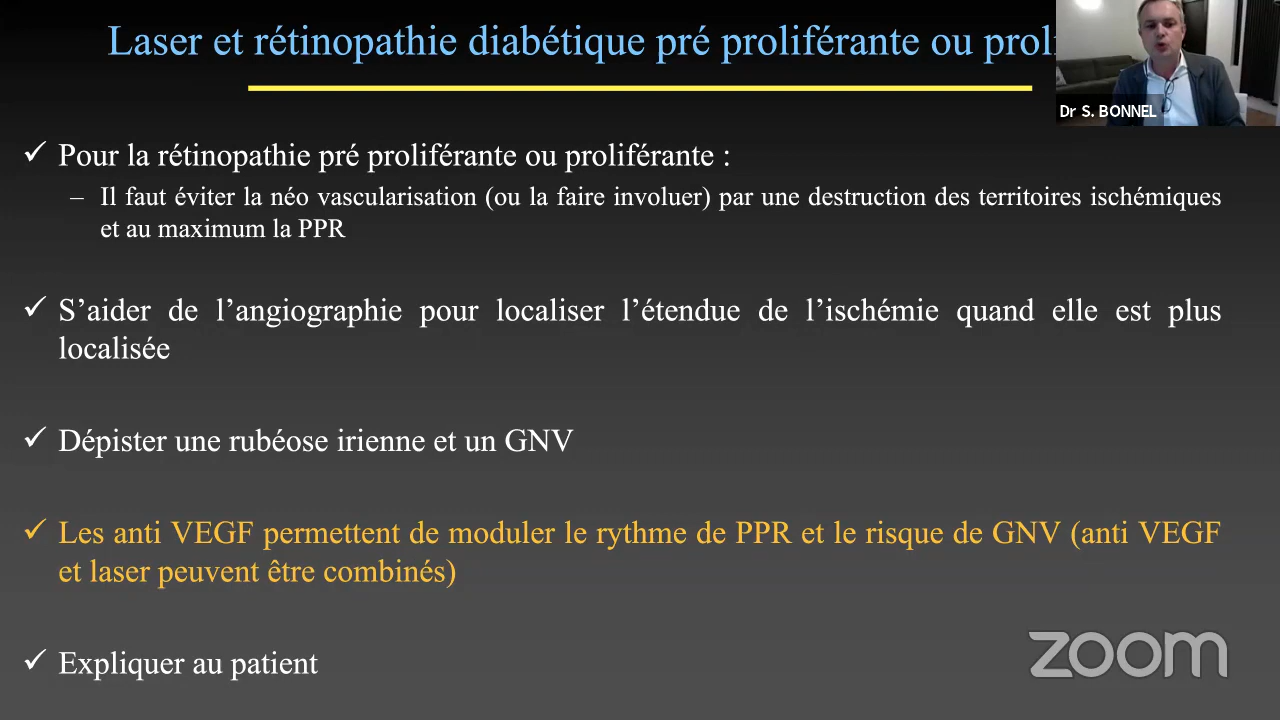 Laser et rétinopathie diabétique pré proliférante ou
Dr S. BONNEL
✓ Pour la rétinopathie pré proliférante ou proliférante :
– Il faut éviter la néo vascularisation (ou la faire involuer) par une destruction des territoires ischémiques
et au maximum la PPR
✓ S’aider de l’angiographie pour localiser l’étendue de l’ischémie quand elle est plus
localisée
✓ Dépister une rubéose irienne et un GNV
✓ Les anti VEGF permettent de moduler le rythme de PPR et le risque de GNV (anti VEGF
et laser peuvent être combinés)
✓ Expliquer au patient
zoom